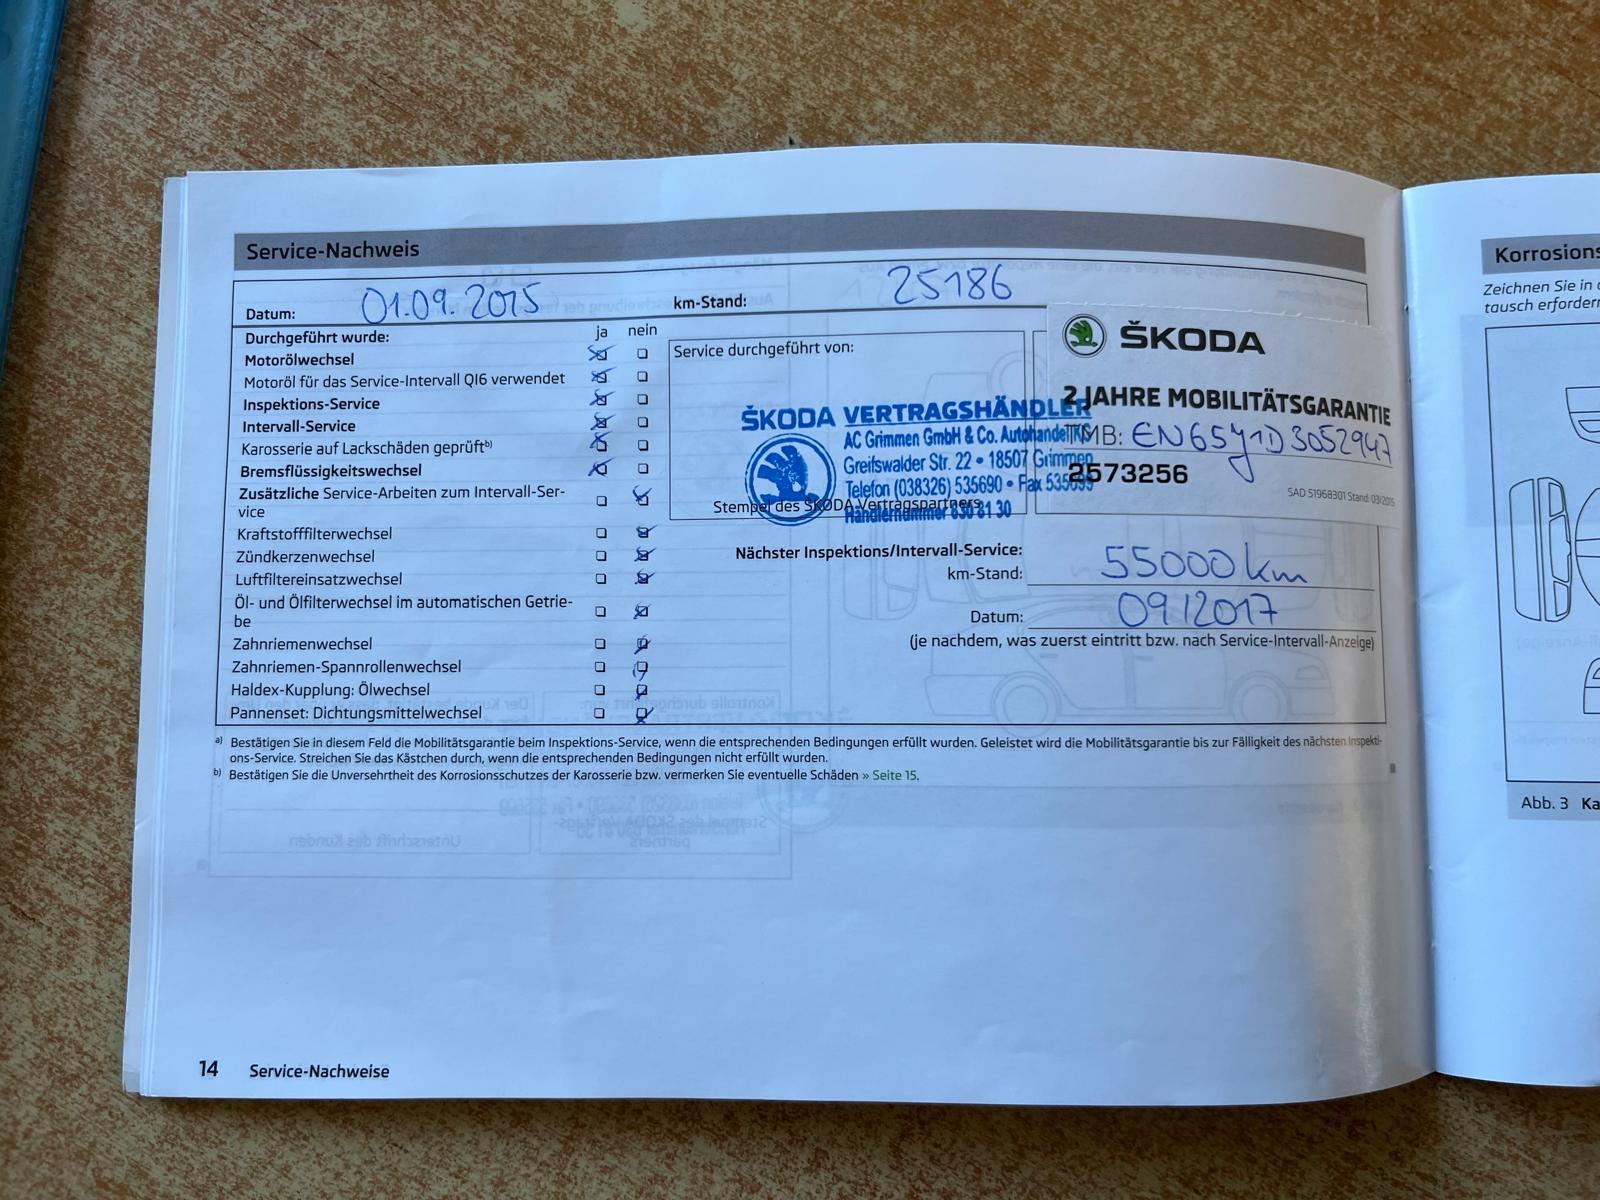 Service-Nachweis
Datum: 01.09.2015 km-Stand: 25186
Durchgeführt wurde: ja nein
Motorölwechsel
Motoröl für das Service-Intervall QI6 verwendet
Inspektions-Service
Intervall-Service
Karosserie auf Lackschäden geprüft b)
Bremsflüssigkeitswechsel
Zusätzliche Service-Arbeiten zum Intervall-Ser-
vice
Kraftstofffilterwechsel
Zündkerzenwechsel
Luftfiltereinsatzwechsel
Öl- und Ölfilterwechsel im automatischen Getrie-
be
Zahnriemenwechsel
Zahnriemen-Spannrollenwechsel
Haldex-Kupplung: Ölwechsel
Pannenset: Dichtungsmittelwechsel
Service durchgeführt von:
ŠKODA VERTRAGSHÄNDLER
AC Grimmen GmbH & Co. Autohandel KG
Greifswalder Str. 22 • 18507 Grimmen
Telefon (038326) 535690 • Fax 535699
Händlernummer 830 81 30
Stempel des ŠKODA Vertragspartners
ŠKODA
2 JAHRE MOBILITÄTSGARANTIE
TMB: EN65J1D3052947
2573256
SAD 51968301 Stand: 03/2015
Nächster Inspektions/Intervall-Service:
km-Stand: 55000 km
Datum: 09/2017
(je nachdem, was zuerst eintritt bzw. nach Service-Intervall-Anzeige)
a) Bestätigen Sie in diesem Feld die Mobilitätsgarantie beim Inspektions-Service, wenn die entsprechenden Bedingungen erfüllt wurden. Geleistet wird die Mobilitätsgarantie bis zur Fälligkeit des nächsten Inspekti-
ons-Service. Streichen Sie das Kästchen durch, wenn die entsprechenden Bedingungen nicht erfüllt wurden.
b) Bestätigen Sie die Unversehrtheit des Korrosionsschutzes der Karosserie bzw. vermerken Sie eventuelle Schäden » Seite 15.
14 Service-Nachweise
Korrosions
Zeichnen Sie in
tausch erforder
Abb. 3 Ka